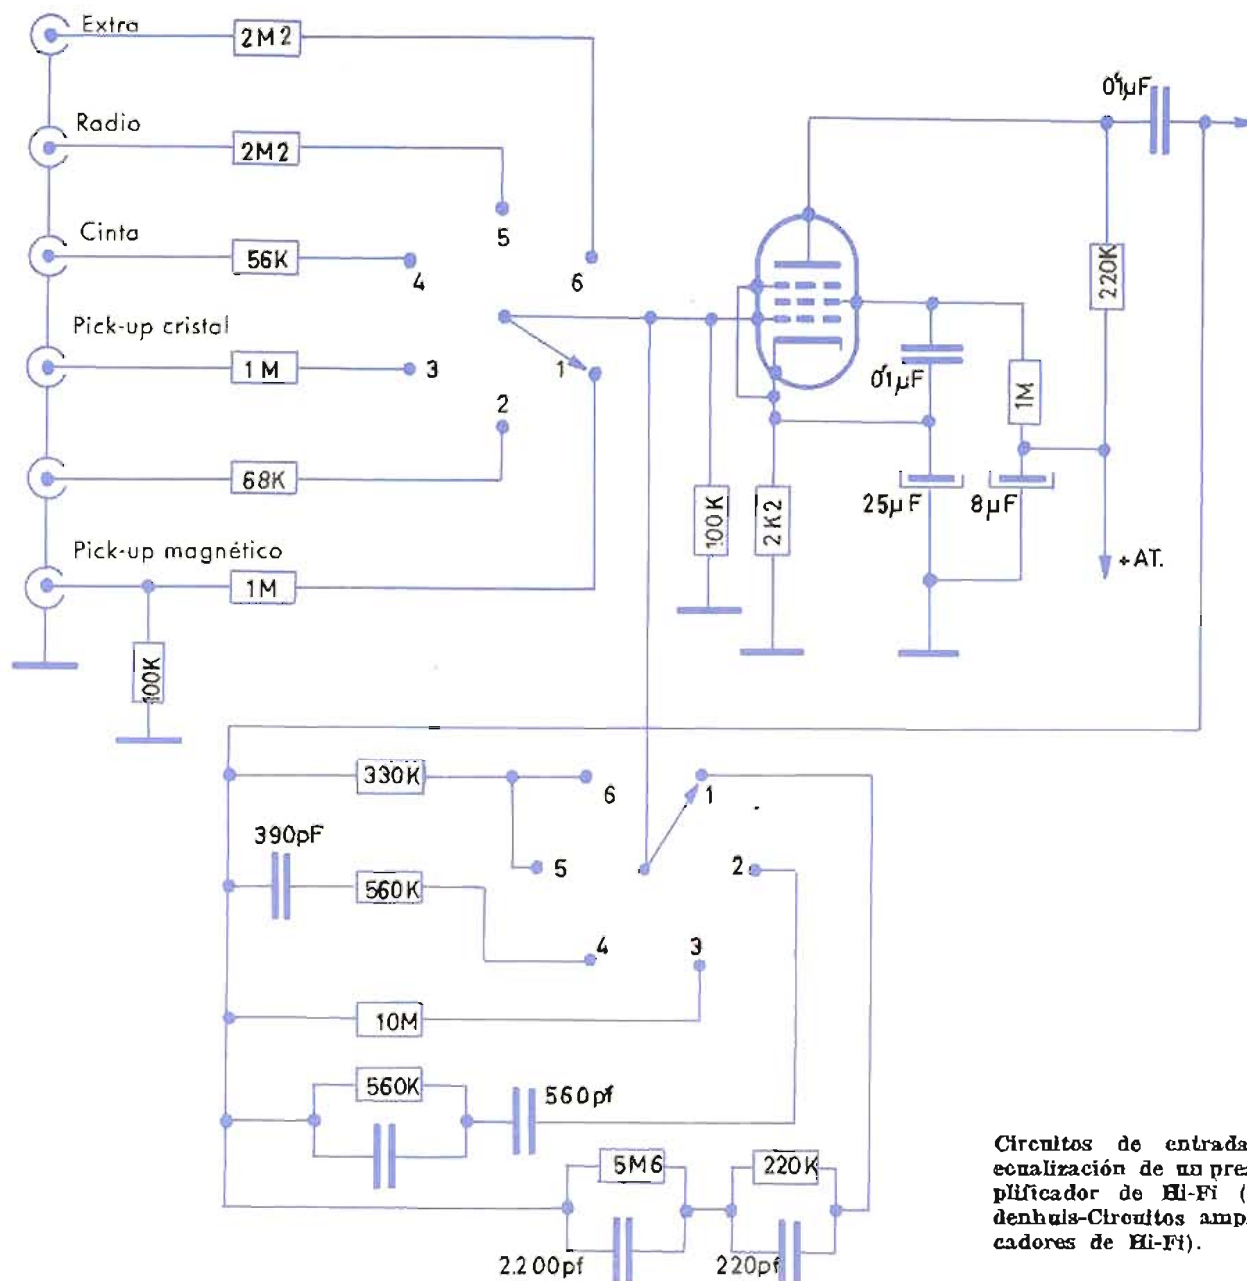 Extra
2M2
Radio
2M2
5
Cinta
56K
4
6
Pick-up cristal
1M
3
1
2
68K
Pick-up magnético
1M
100K
0'1µF
220K
0'1µF
1M
100K
2K2
25µF
8µF
+AT.
330K
6
1
390pF
560K
5
2
4
3
10M
560K
560pf
5M6
220K
2.200pf
220pf
Circuitos de entrada
ecualización de un pre
plificador de Hi-Fi (
denhuis-Circuitos amp
cadores de Hi-Fi).